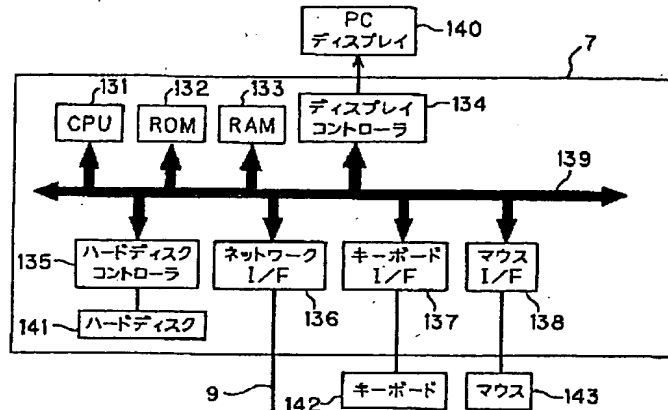 PC
ディスプレイ
140
7
131
132
133
CPU
ROM
RAM
ディスプレイ
コントローラ
134
139
135
ハードディスク
コントローラ
ネットワーク
I/F
キーボード
I/F
マウス
I/F
136
137
138
141
ハードディスク
9
142
キーボード
マウス
143